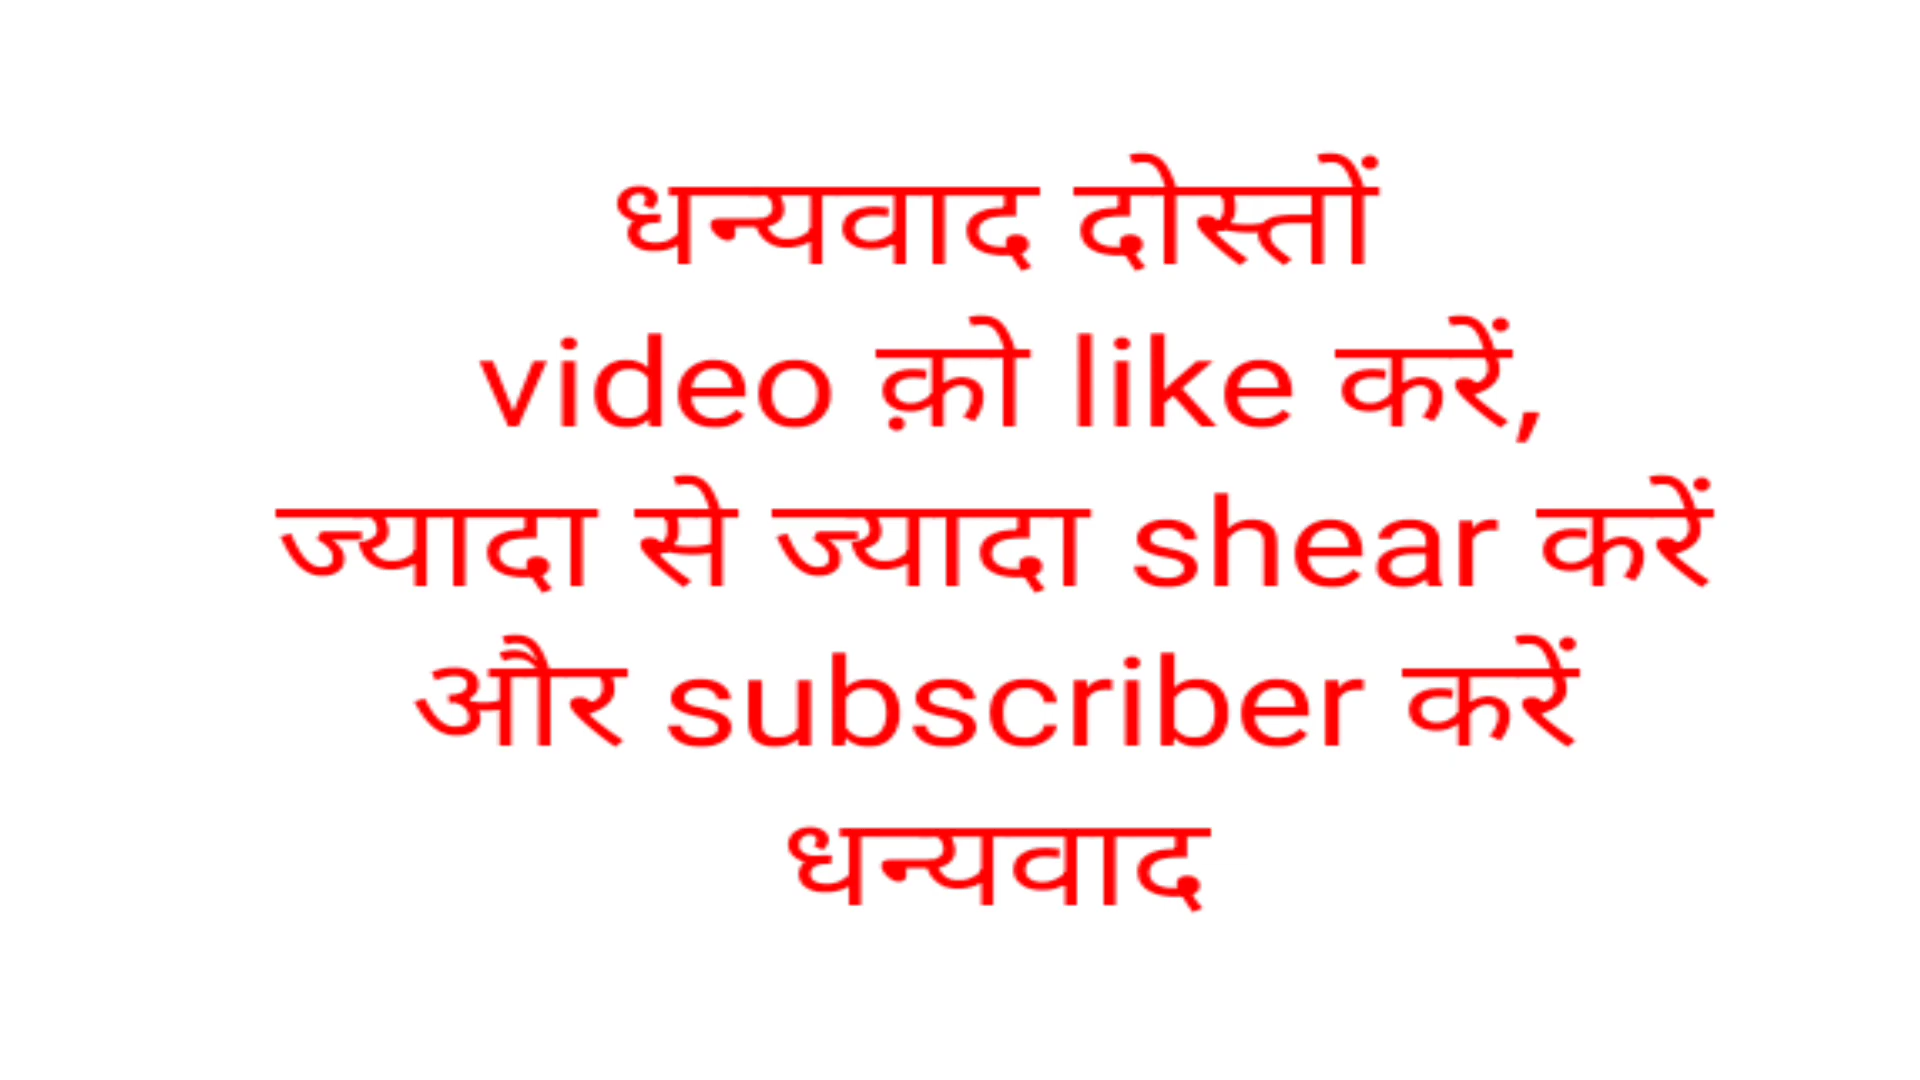 धन्यवाद दोस्तों
video क़ो like करें,
ज्यादा से ज्यादा shear करें
और subscriber करें
धन्यवाद